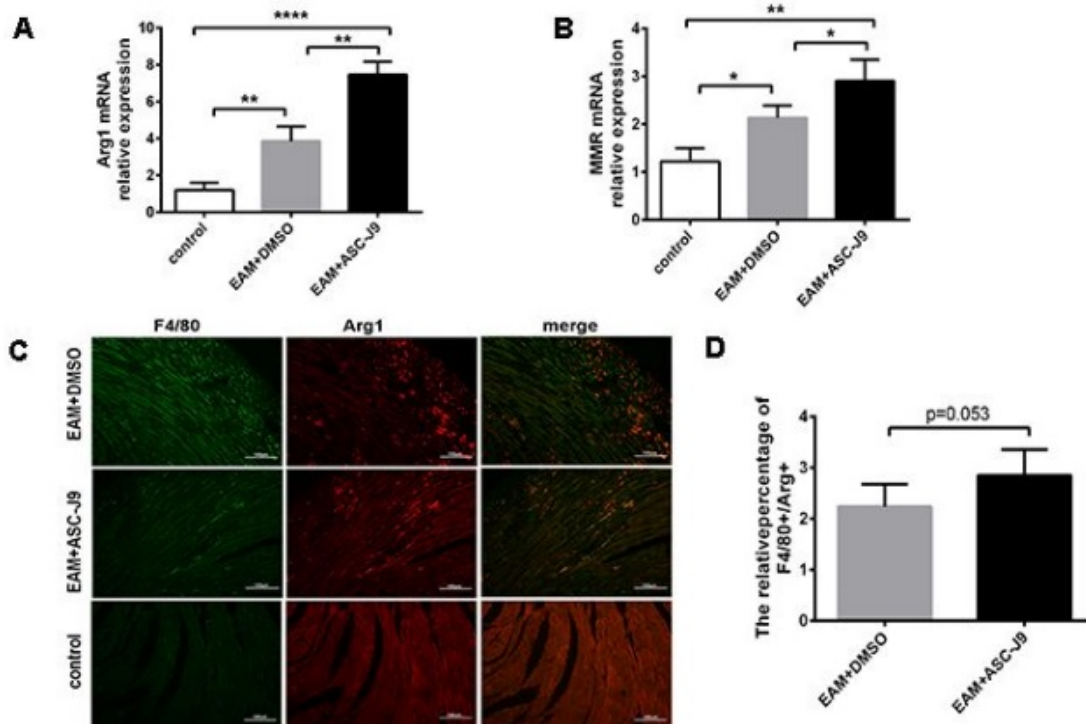 A
Arg1 mRNA
relative expression
10
8
6
4
2
0
****
**
**
control
EAM+DMSO
EAM+ASC-J9
B
MMR mRNA
relative expression
4
3
2
1
0
**
*
*
control
EAM+DMSO
EAM+ASC-J9
C
F4/80
Arg1
merge
EAM+DMSO
EAM+ASC-J9
control
D
The relativepercentage of
F4/80+/Arg+
4
3
2
1
0
p=0.053
EAM+DMSO
EAM+ASC-J9